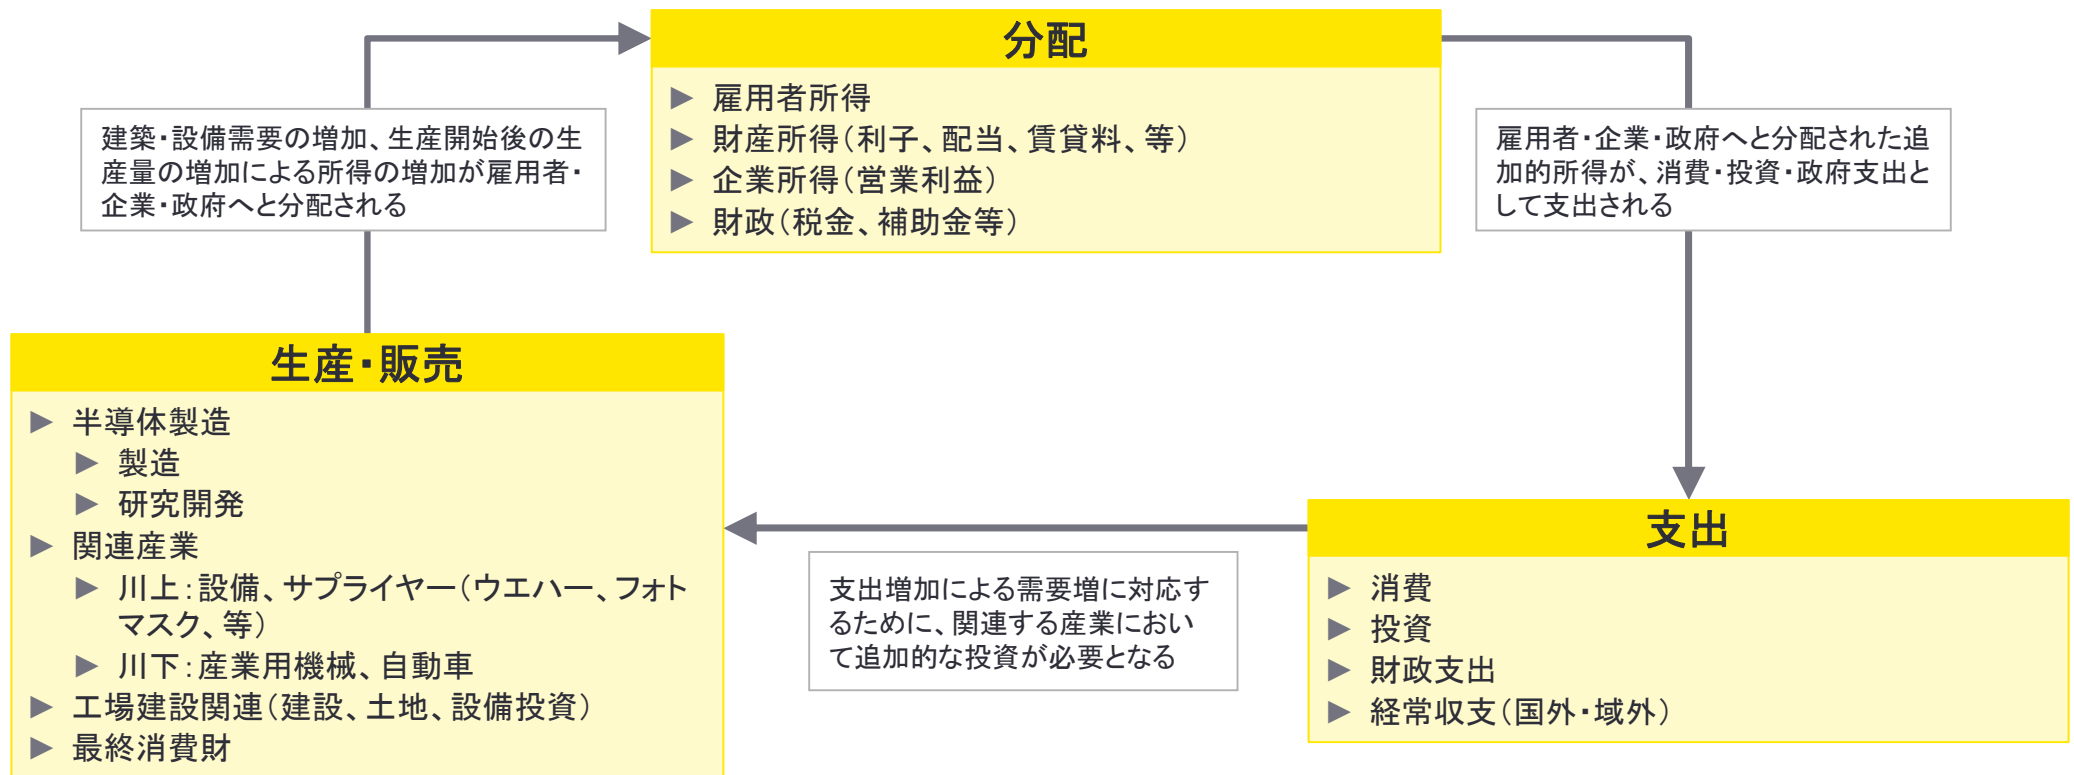 分配
雇用者所得
財産所得(利子、配当、賃貸料、等)
企業所得(営業利益)
財政(税金、補助金等)
建築・設備需要の増加、生産開始後の生
産量の増加による所得の増加が雇用者・
企業・政府へと分配される
雇用者・企業・政府へと分配された追
加的所得が、消費・投資・政府支出と
して支出される
生産・販売
半導体製造
製造
研究開発
関連産業
川上:設備、サプライヤー(ウエハー、フォト
マスク、等)
川下:産業用機械、自動車
工場建設関連(建設、土地、設備投資)
最終消費財
支出増加による需要増に対応す
るために、関連する産業におい
て追加的な投資が必要となる
支出
消費
投資
財政支出
経常収支(国外・域外)